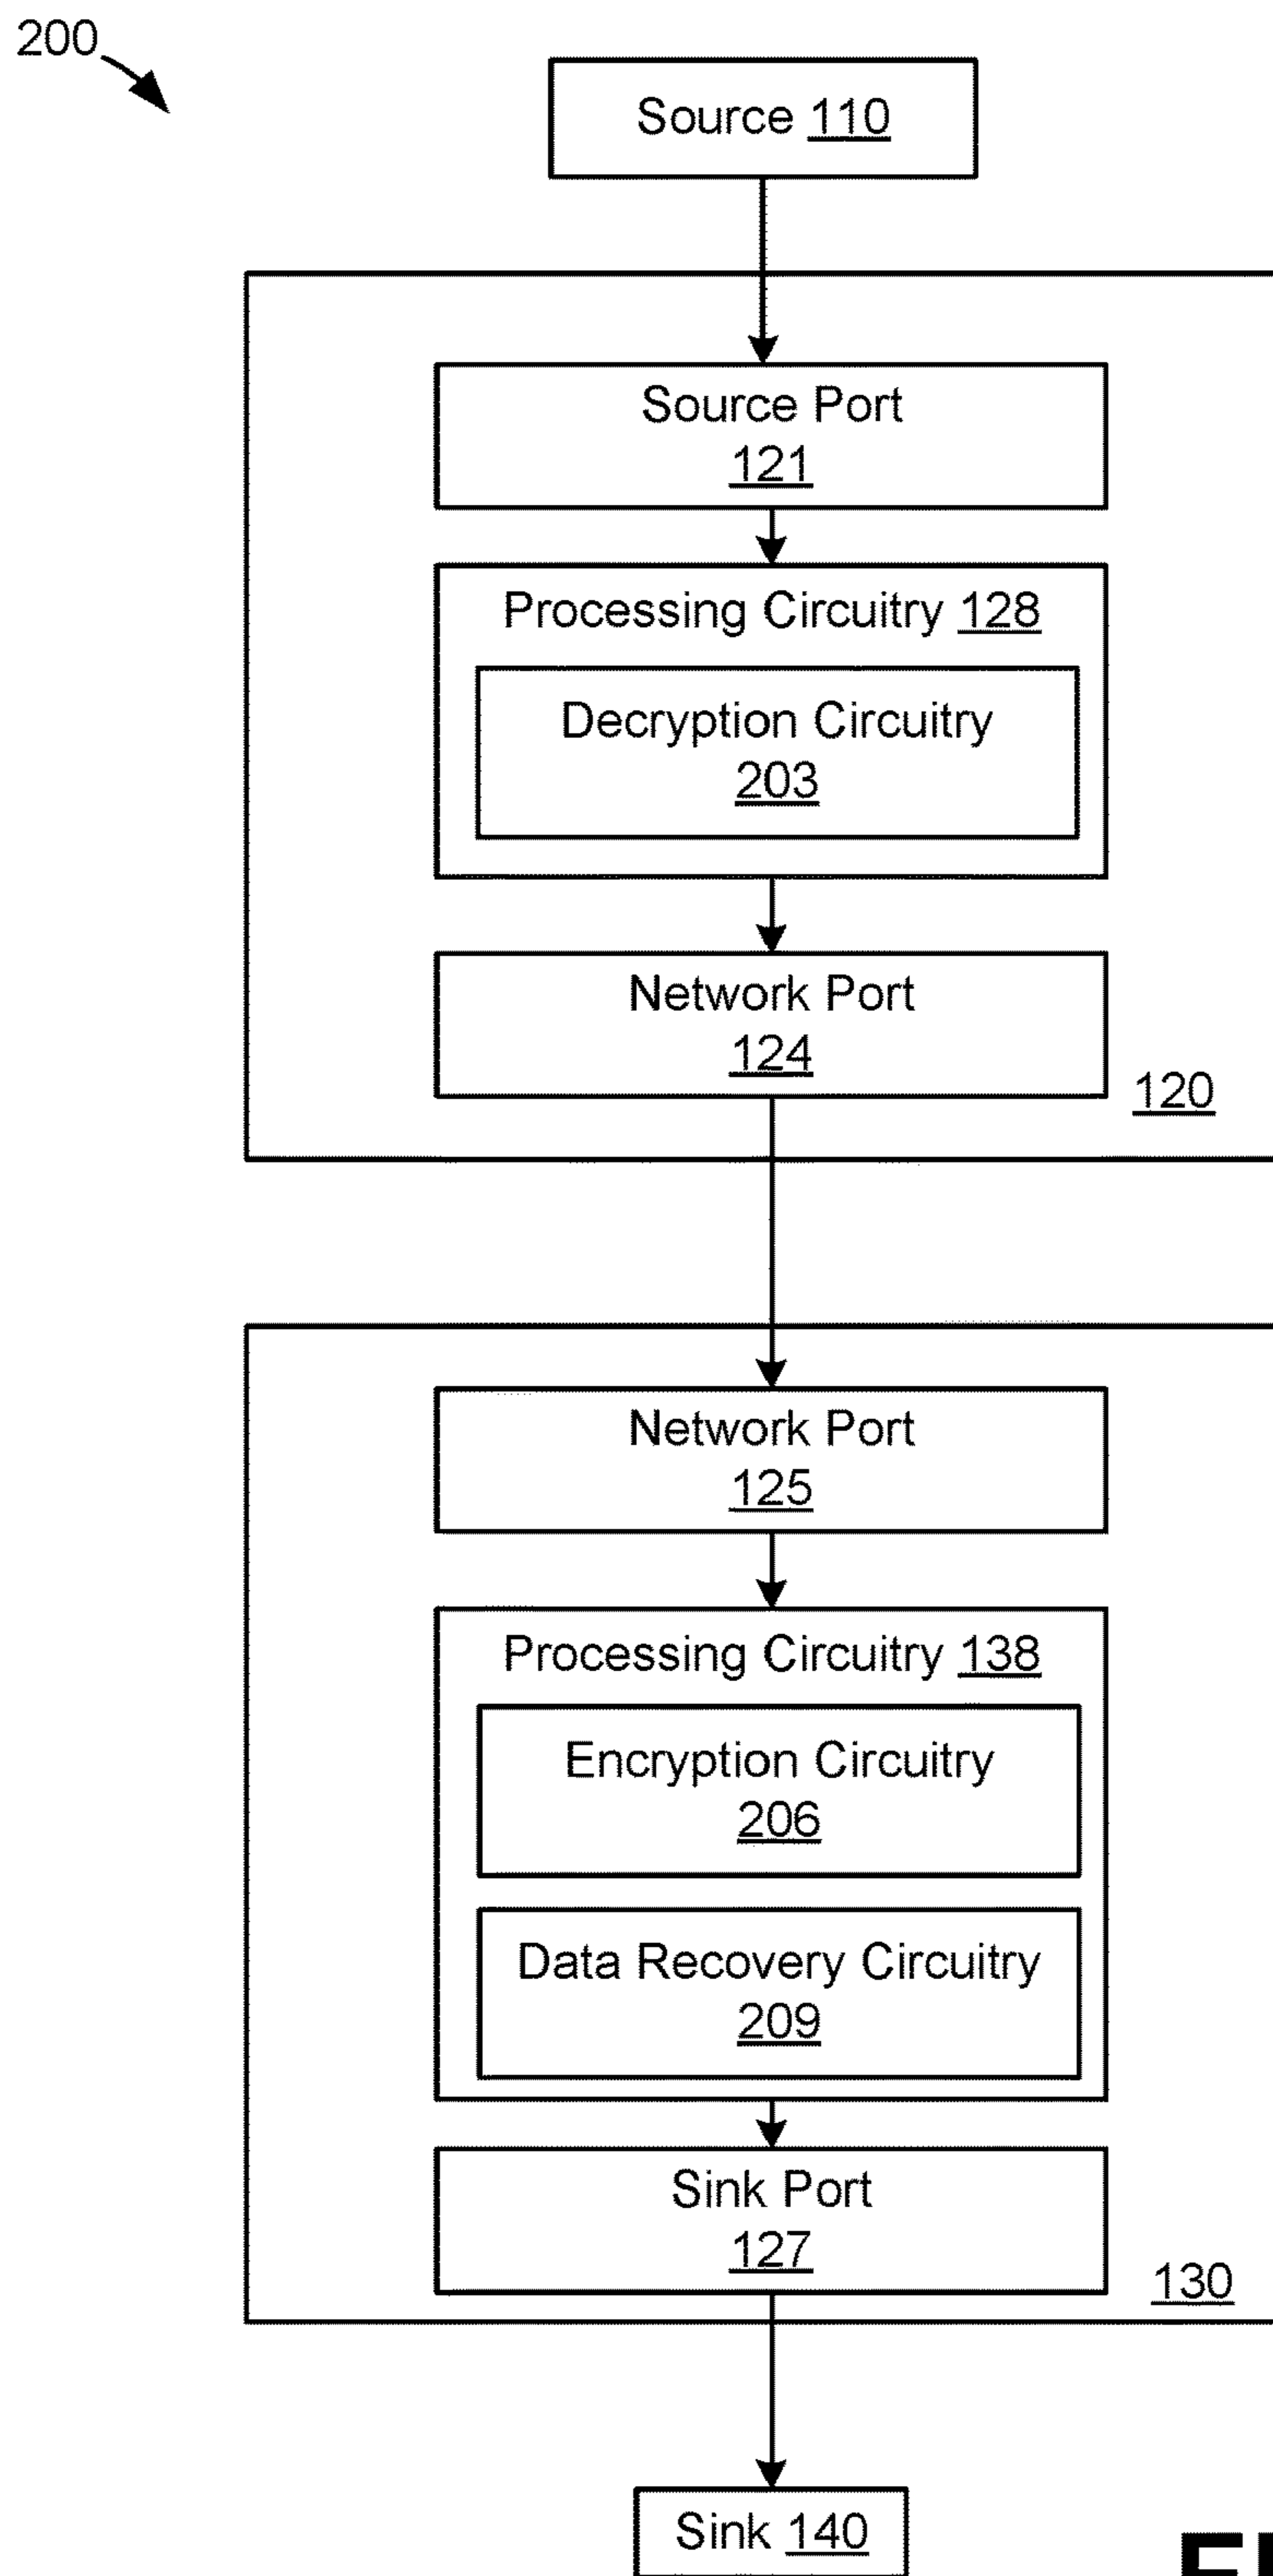 200
Source 110
Source Port
121
Processing Circuitry 128
Decryption Circuitry
203
Network Port
124
120
Network Port
125
Processing Circuitry 138
Encryption Circuitry
206
Data Recovery Circuitry
209
Sink Port
127
130
Sink 140